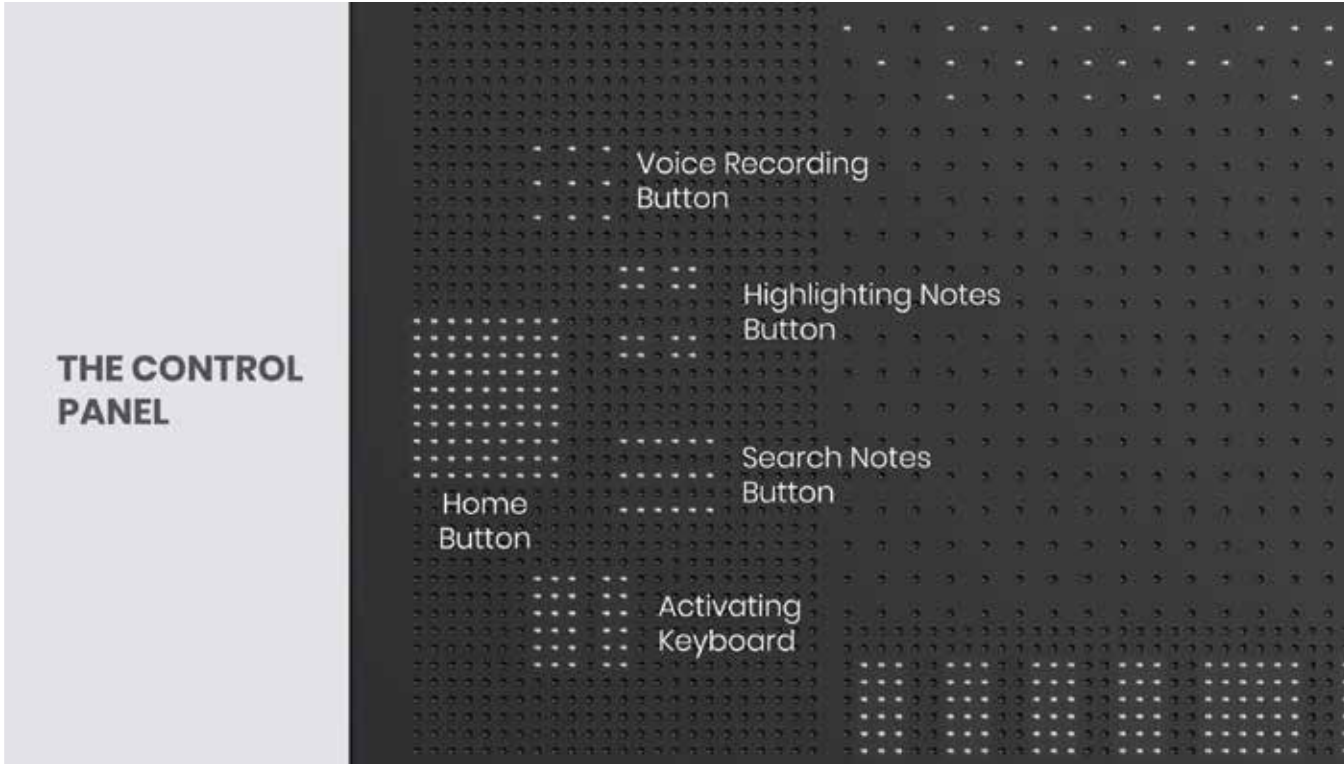 THE CONTROL
PANEL
Voice Recording
Button
Highlighting Notes
Button
Search Notes
Button
Home
Button
Activating
Keyboard